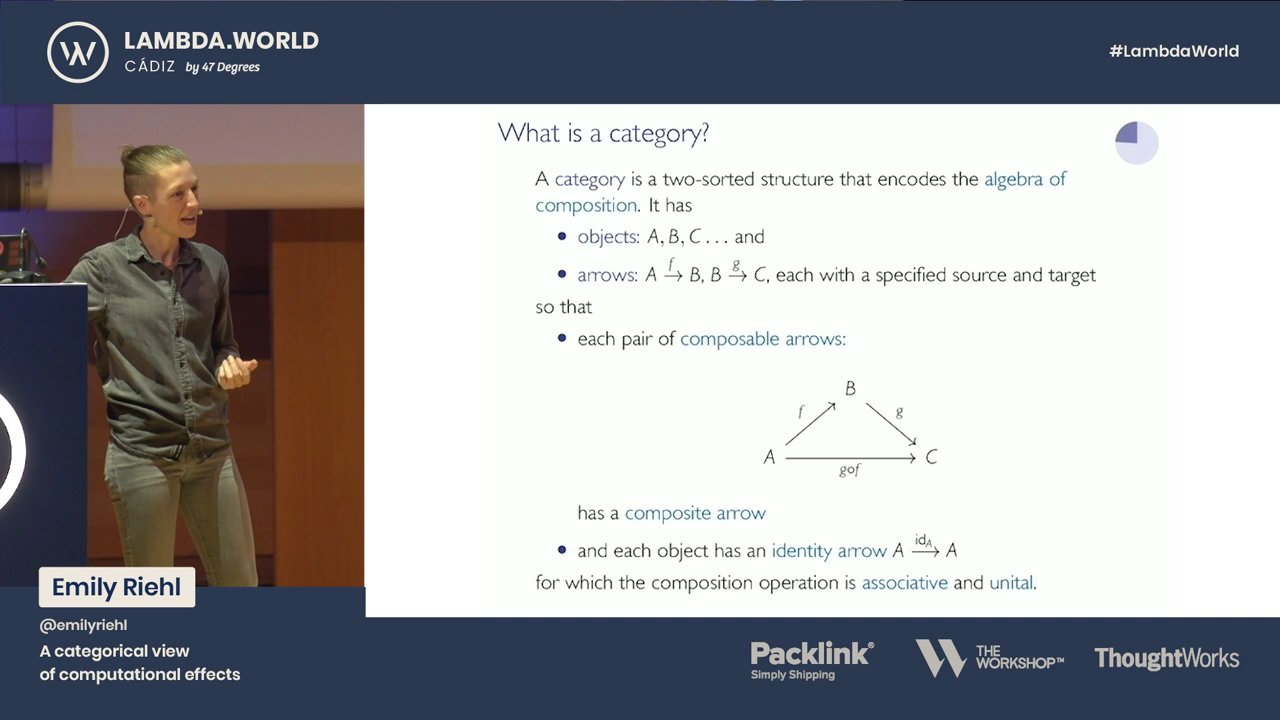 LAMBDA.WORLD
CÁDIZ by 47 Degrees
#LambdaWorld
What is a category?
A category is a two-sorted structure that encodes the algebra of
composition. It has
• objects: A, B, C . . . and
• arrows: A →f B, B →g C, each with a specified source and target
so that
• each pair of composable arrows:
B
f g
A C
g∘f
has a composite arrow
• and each object has an identity arrow A →idA A
for which the composition operation is associative and unital.
Emily Riehl
@emilyriehl
A categorical view
of computational effects
Packlink®
Simply Shipping
W THE
WORKSHOP™
ThoughtWorks